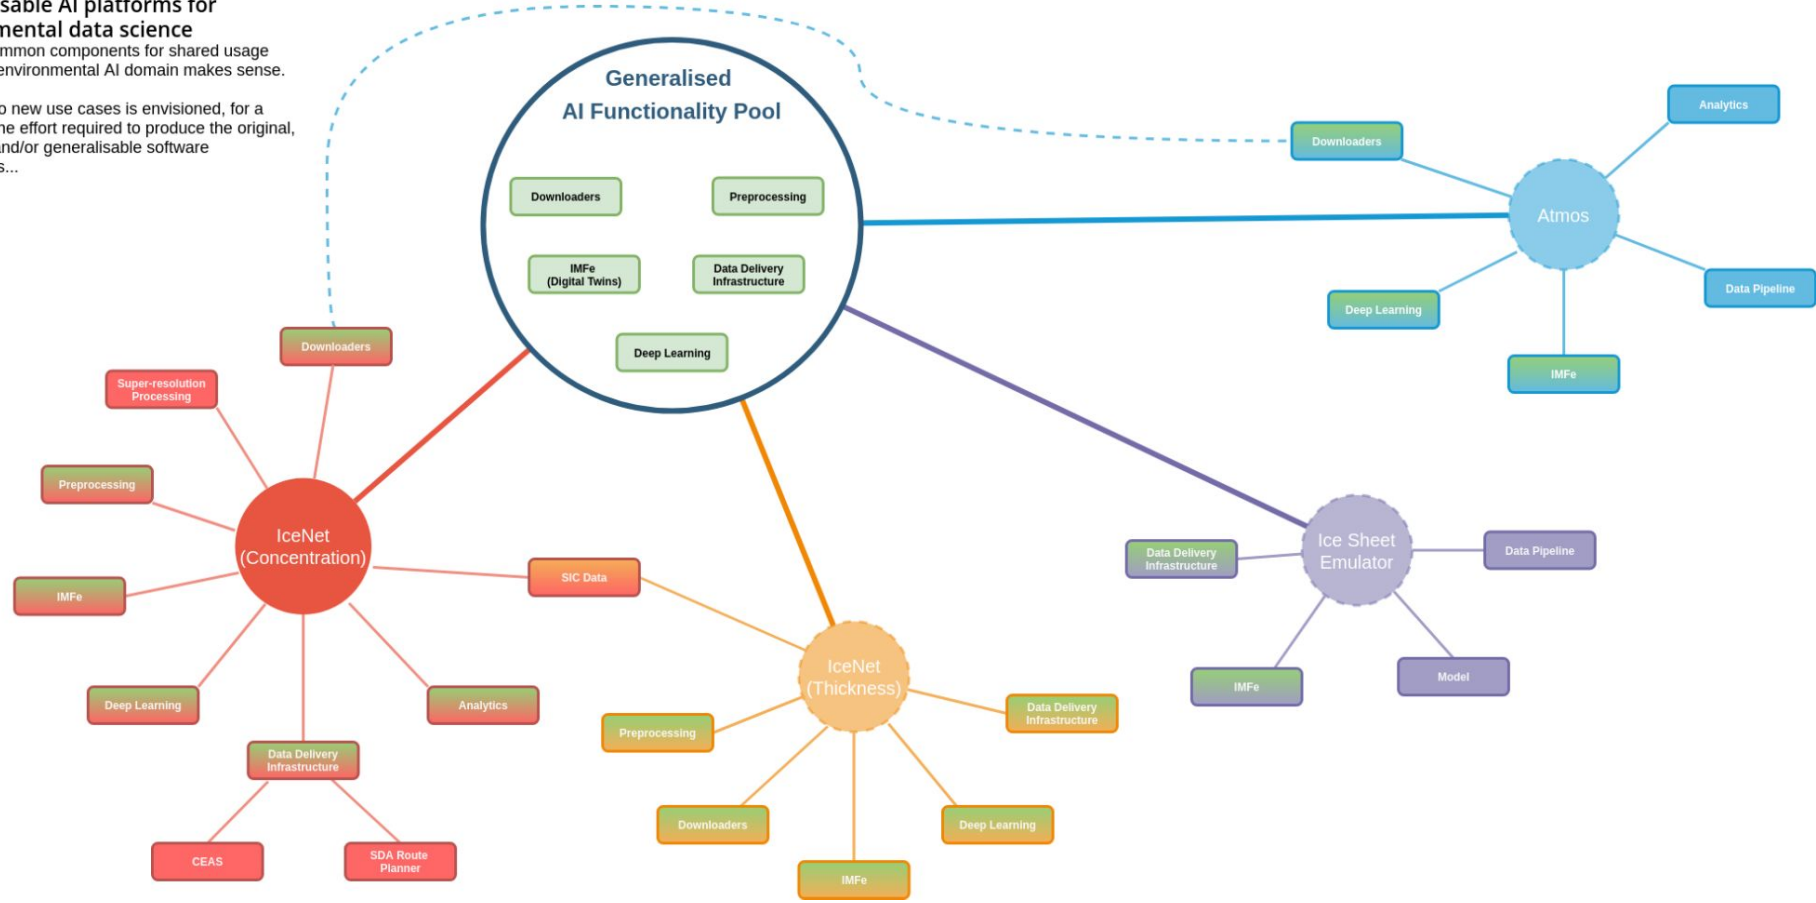 sable AI platforms for
mental data science
mmon components for shared usage
environmental AI domain makes sense.
o new use cases is envisioned, for a
he effort required to produce the original,
and/or generalisable software
s...
Generalised
AI Functionality Pool
Downloaders
Preprocessing
IMFe
(Digital Twins)
Data Delivery
Infrastructure
Deep Learning
Downloaders
Analytics
Atmos
Data Pipeline
Deep Learning
IMFe
Downloaders
Super-resolution
Processing
Preprocessing
IceNet
(Concentration)
IMFe
SIC Data
Deep Learning
Analytics
Data Delivery
Infrastructure
CEAS
SDA Route
Planner
IceNet
(Thickness)
Preprocessing
Data Delivery
Infrastructure
Downloaders
Deep Learning
IMFe
Ice Sheet
Emulator
Data Delivery
Infrastructure
Data Pipeline
IMFe
Model